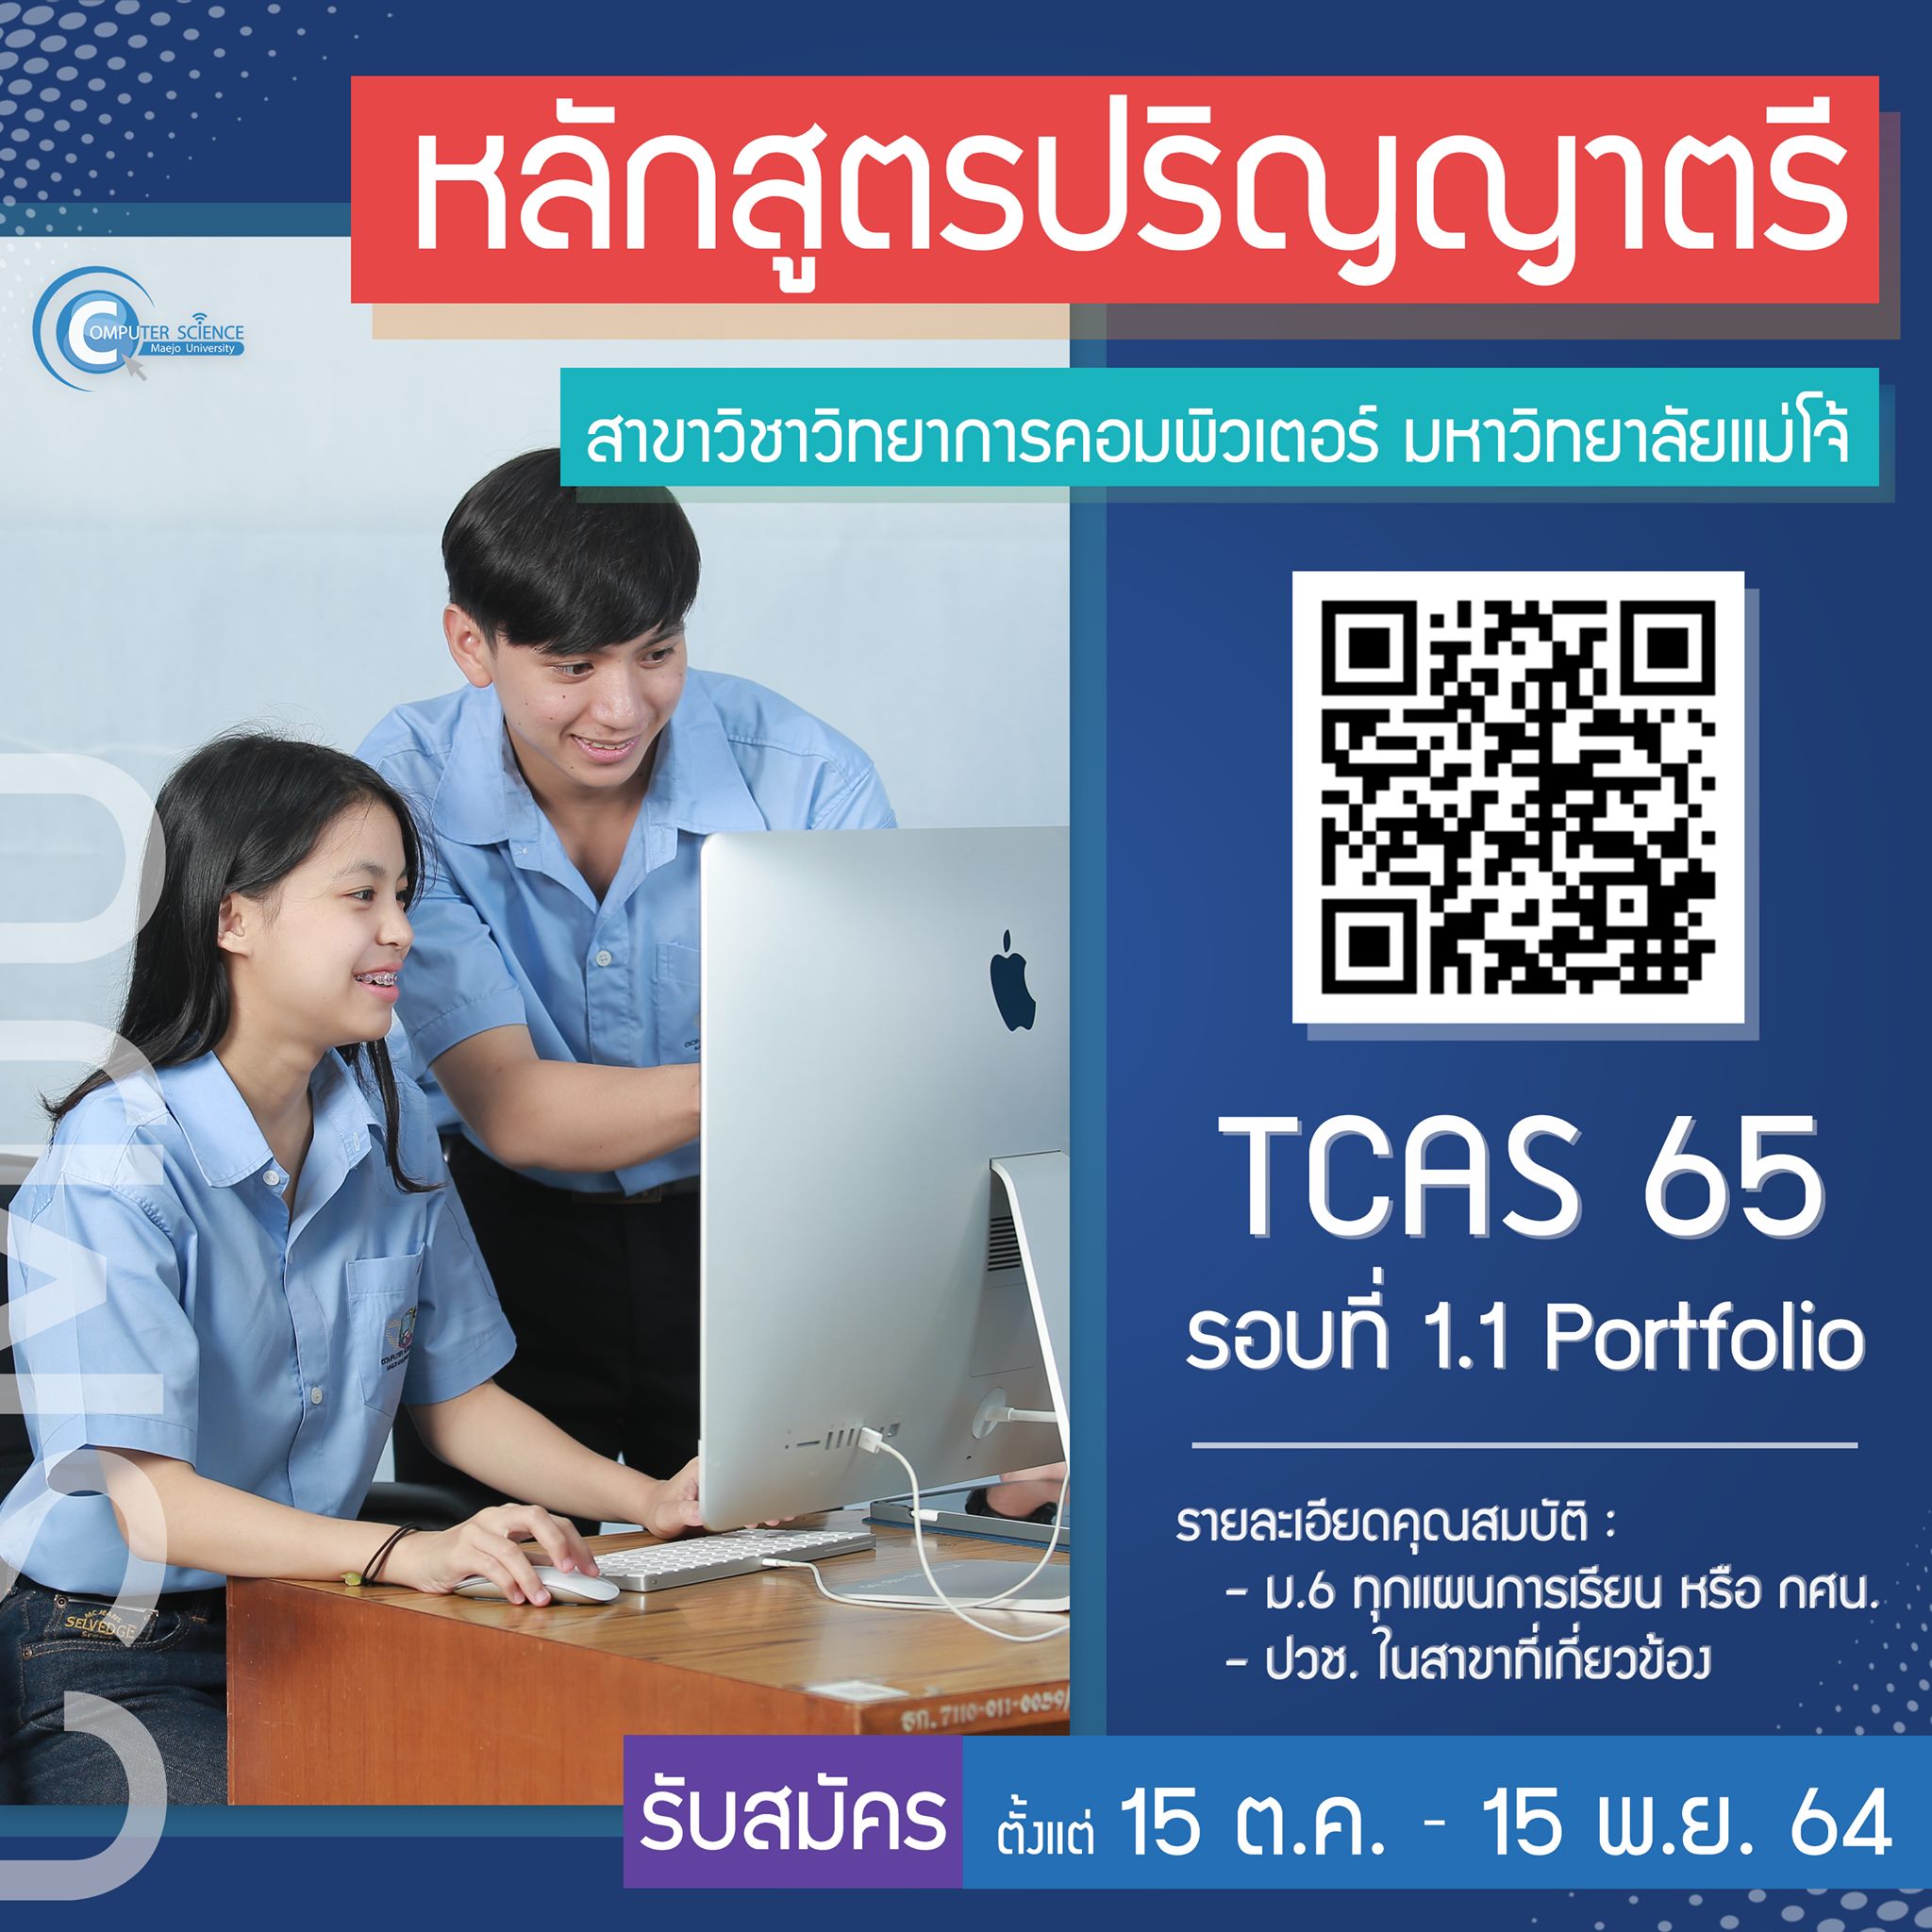 หลักสูตรปริญญาตรี
COMPUTER SCIENCE
Maejo University
สาขาวิชาวิทยาการคอมพิวเตอร์ มหาวิทยาลัยแม่โจ้
TCAS 65
รอบที่ 1.1 Portfolio
รายละเอียดคุณสมบัติ :
- ม.6 ทุกแผนการเรียน หรือ กศน.
- ปวช. ในสาขาที่เกี่ยวข้อง
CSMJU
SELVEDGE
ธก.7110-011-0059/
รับสมัคร ตั้งแต่ 15 ต.ค. - 15 พ.ย. 64